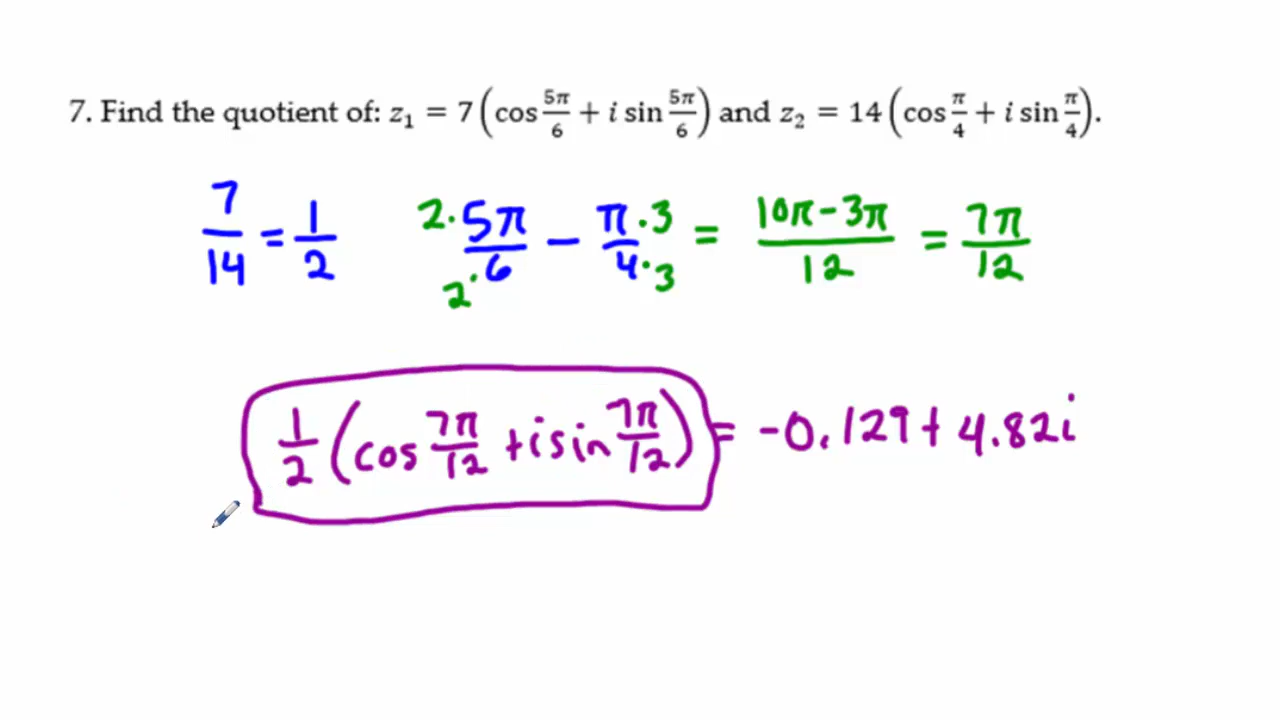 7. Find the quotient of: z₁ = 7(cos 5π/6 + i sin 5π/6) and z₂ = 14(cos π/4 + i sin π/4).
7/14 = 1/2    2·5π/2·6 − π·3/4·3 = 10π−3π/12 = 7π/12
1/2(cos 7π/12 + i sin 7π/12) = -0.129 + 4.82i